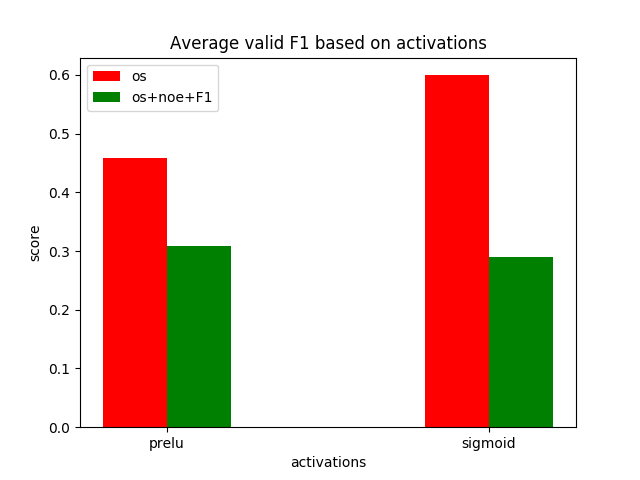 Average valid F1 based on activations
os
os+noe+F1
0.6
0.5
0.4
0.3
0.2
0.1
0.0
score
prelu
sigmoid
activations